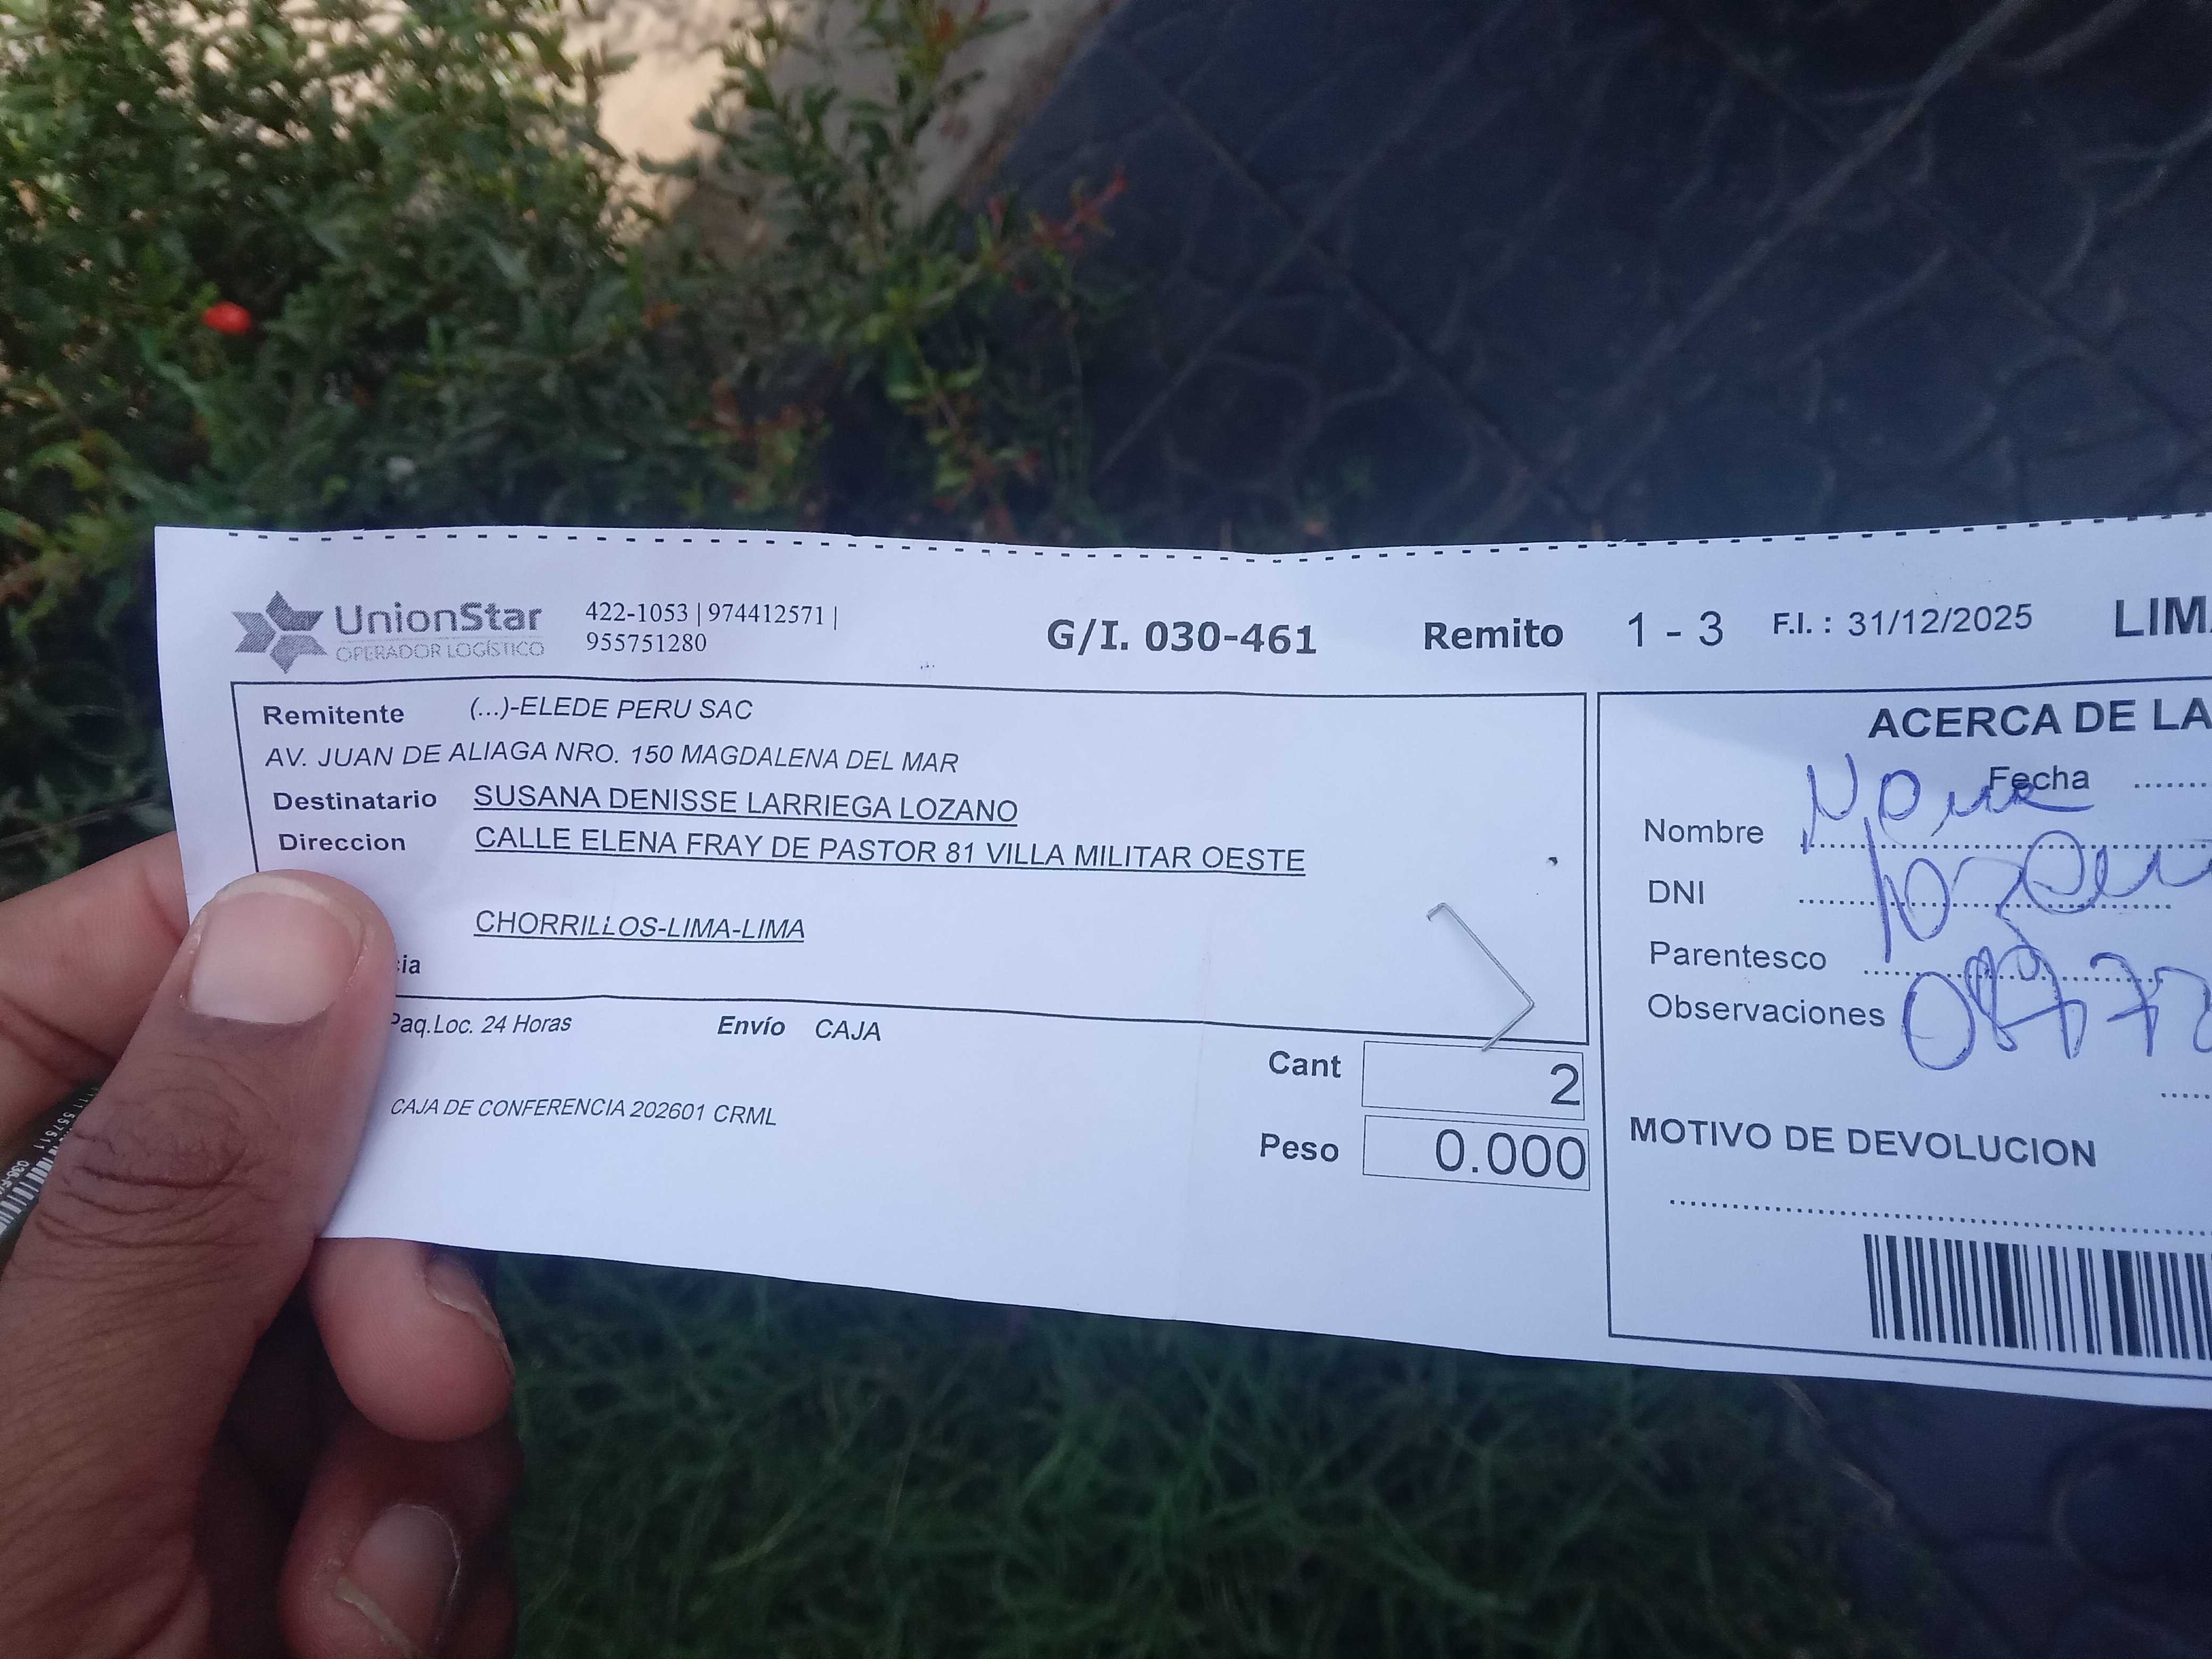 UnionStar
OPERADOR LOGÍSTICO
422-1053 | 974412571 |
955751280
G/I. 030-461
Remito 1 - 3
F.I. : 31/12/2025
LIM
Remitente (...)-ELEDE PERU SAC
AV. JUAN DE ALIAGA NRO. 150 MAGDALENA DEL MAR
Destinatario SUSANA DENISSE LARRIEGA LOZANO
Direccion CALLE ELENA FRAY DE PASTOR 81 VILLA MILITAR OESTE
CHORRILLOS-LIMA-LIMA
cia
Paq.Loc. 24 Horas
Envío CAJA
CAJA DE CONFERENCIA 202601 CRML
Cant 2
Peso 0.000
ACERCA DE LA
Fecha
Nombre
DNI
Parentesco
Observaciones
MOTIVO DE DEVOLUCION